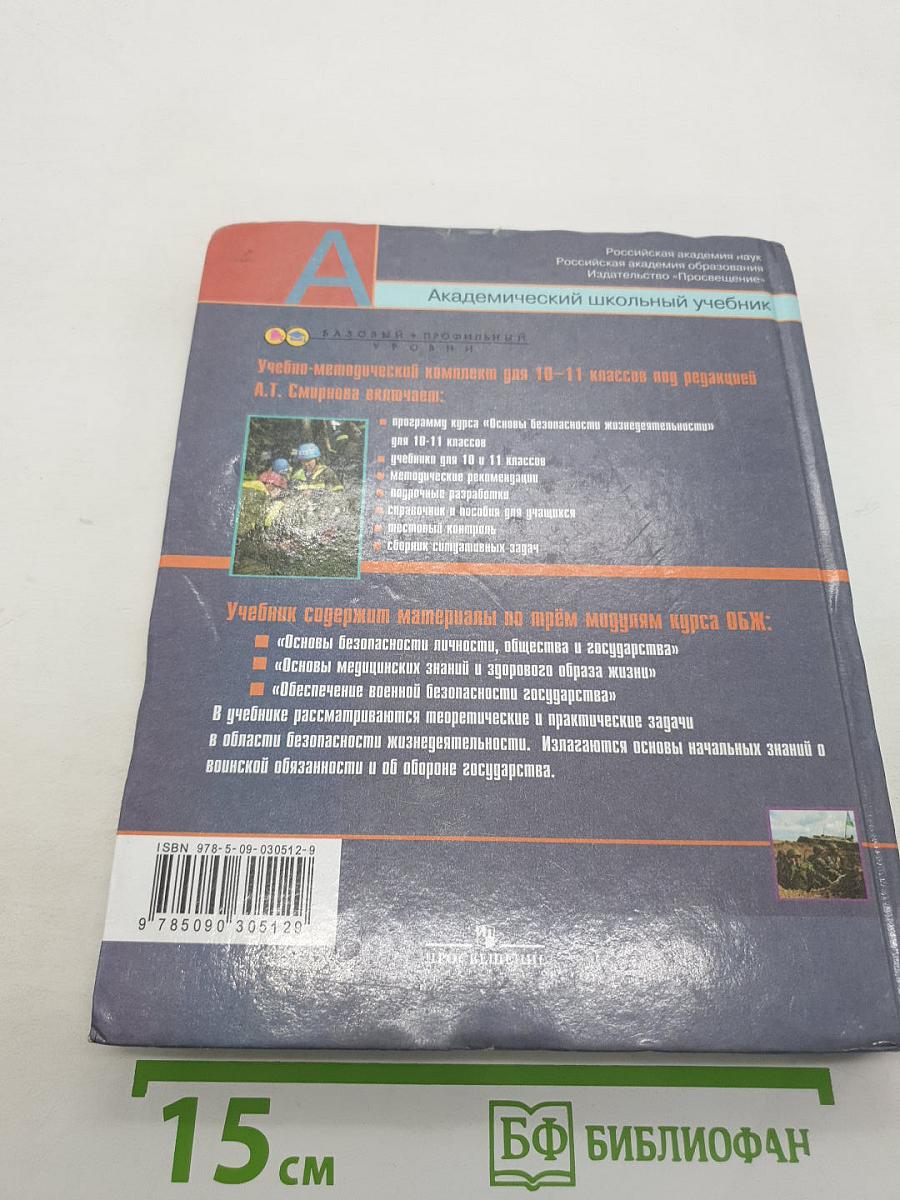 А
Российская академия наук
Российская академия образования
Издательство «Просвещение»
Академический школьный учебник
БАЗОВЫЙ + ПРОФИЛЬНЫЙ
УРОВНИ
Учебно-методический комплект для 10–11 классов под редакцией
А.Т. Смирнова включает:
программу курса «Основы безопасности жизнедеятельности»
для 10-11 классов
учебники для 10 и 11 классов
методические рекомендации
поурочные разработки
справочник и пособия для учащихся
тестовый контроль
сборник ситуативных задач
Учебник содержит материалы по трём модулям курса ОБЖ:
«Основы безопасности личности, общества и государства»
«Основы медицинских знаний и здорового образа жизни»
«Обеспечение военной безопасности государства»
В учебнике рассматриваются теоретические и практические задачи
в области безопасности жизнедеятельности. Излагаются основы начальных знаний о
воинской обязанности и об обороне государства.
ISBN 978-5-09-030512-9
9 785090 305129
ПРОСВЕЩЕНИЕ
15 см
БФ БИБЛИОФАН